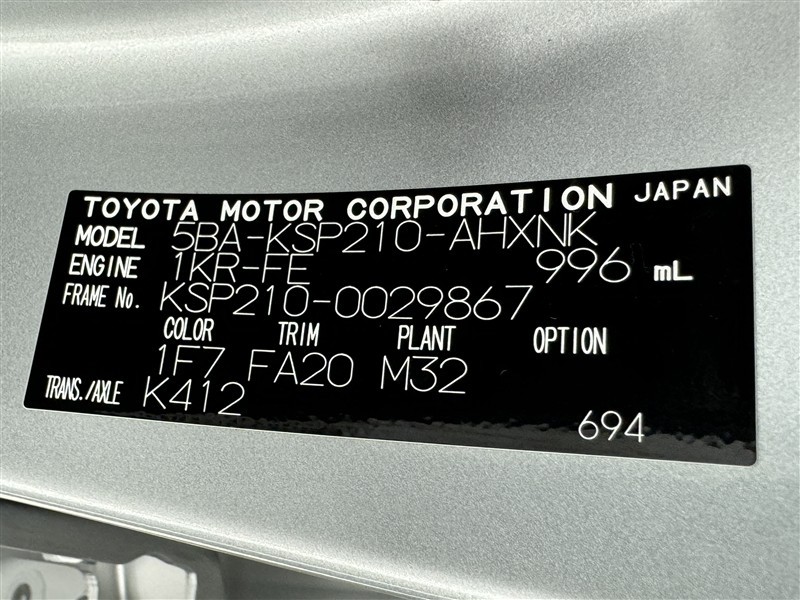 TOYOTA MOTOR CORPORATION JAPAN
MODEL 5BA-KSP210-AHXNK
ENGINE 1KR-FE 996 mL
FRAME No. KSP210-0029867
COLOR TRIM PLANT OPTION
1F7 FA20 M32
TRANS./AXLE K412
694